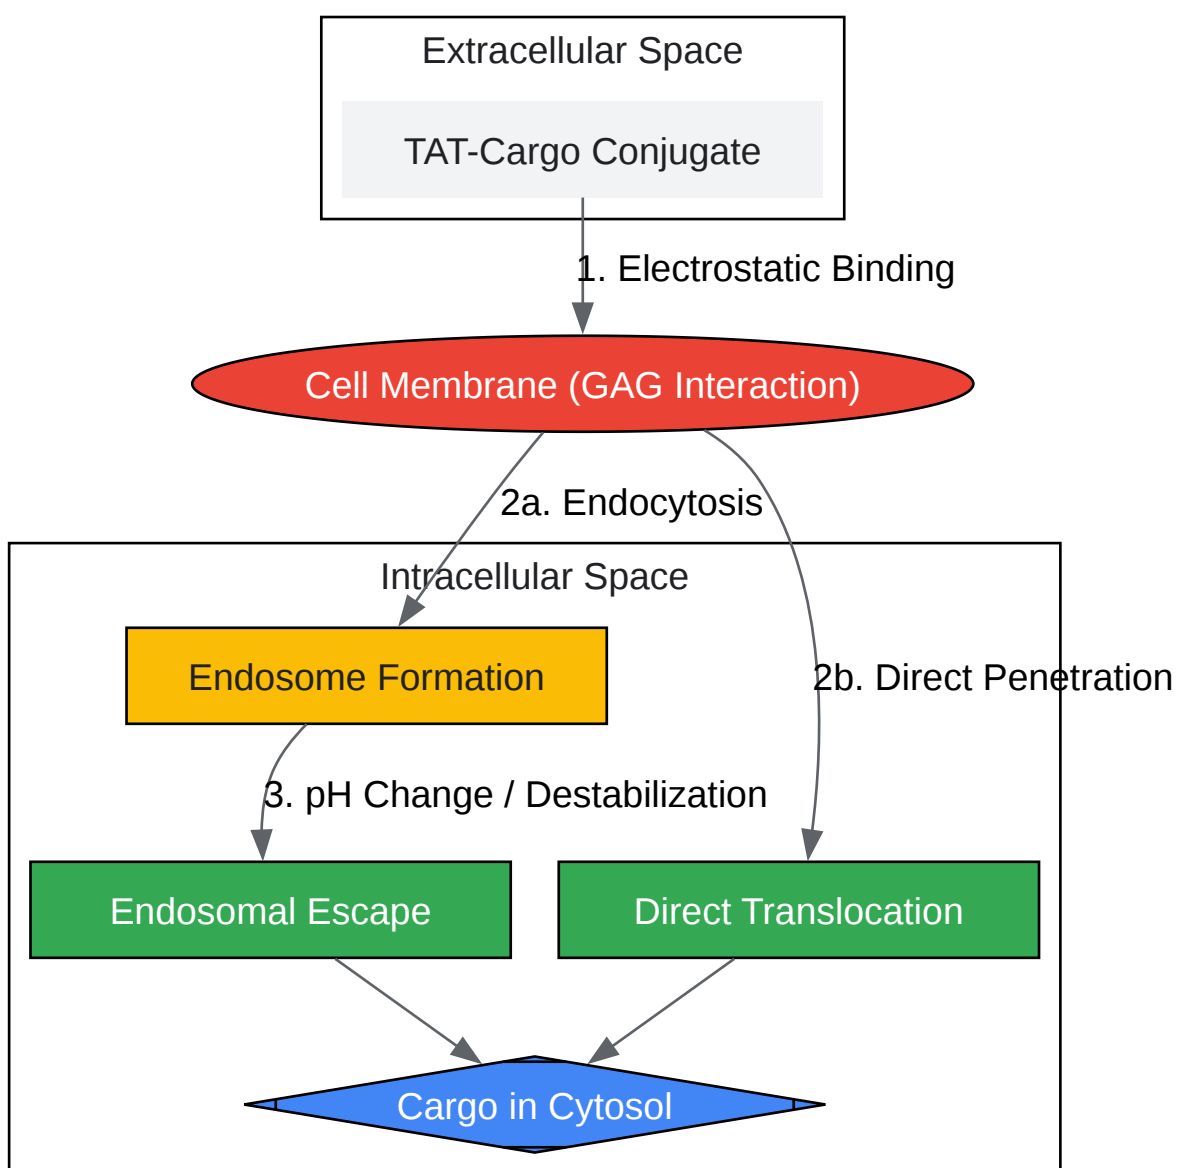 Extracellular Space
TAT-Cargo Conjugate
1. Electrostatic Binding
Cell Membrane (GAG Interaction)
2a. Endocytosis
Intracellular Space
Endosome Formation
2b. Direct Penetration
3. pH Change / Destabilization
Endosomal Escape
Direct Translocation
Cargo in Cytosol